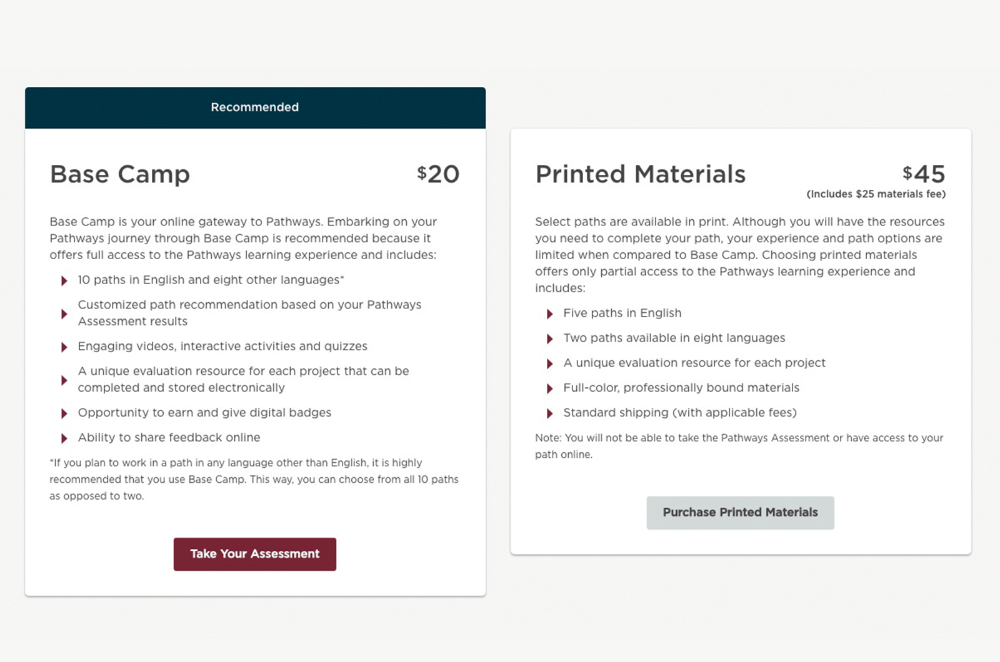 Recommended
Base Camp
$20
Base Camp is your online gateway to Pathways. Embarking on your
Pathways journey through Base Camp is recommended because it
offers full access to the Pathways learning experience and includes:
10 paths in English and eight other languages*
Customized path recommendation based on your Pathways
Assessment results
Engaging videos, interactive activities and quizzes
A unique evaluation resource for each project that can be
completed and stored electronically
Opportunity to earn and give digital badges
Ability to share feedback online
*If you plan to work in a path in any language other than English, it is highly
recommended that you use Base Camp. This way, you can choose from all 10 paths
as opposed to two.
Take Your Assessment
Printed Materials
$45
(Includes $25 materials fee)
Select paths are available in print. Although you will have the resources
you need to complete your path, your experience and path options are
limited when compared to Base Camp. Choosing printed materials
offers only partial access to the Pathways learning experience and
includes:
Five paths in English
Two paths available in eight languages
A unique evaluation resource for each project
Full-color, professionally bound materials
Standard shipping (with applicable fees)
Note: You will not be able to take the Pathways Assessment or have access to your
path online.
Purchase Printed Materials